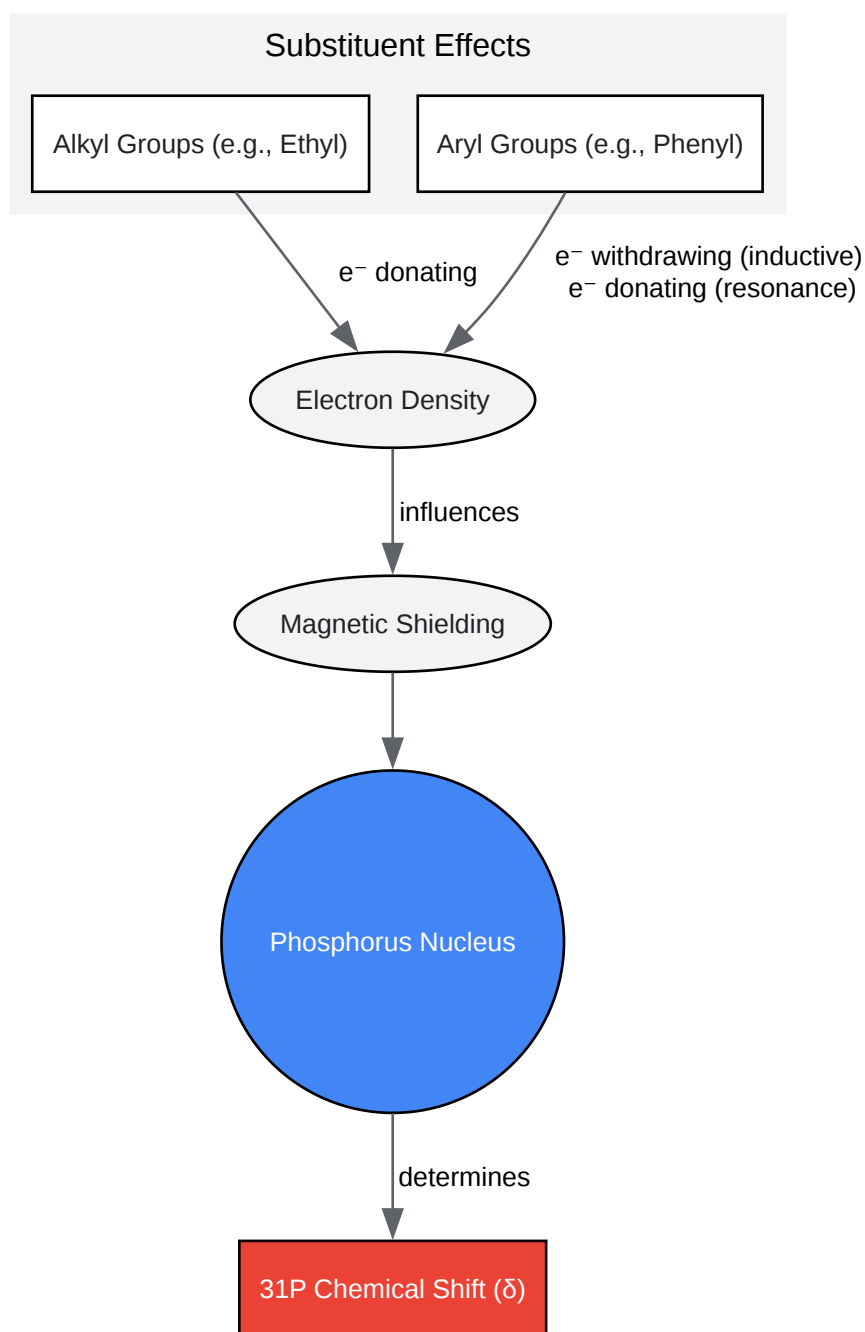 Substituent Effects
Alkyl Groups (e.g., Ethyl)
Aryl Groups (e.g., Phenyl)
e⁻ donating
e⁻ withdrawing (inductive)
e⁻ donating (resonance)
Electron Density
influences
Magnetic Shielding
Phosphorus Nucleus
determines
31P Chemical Shift (δ)